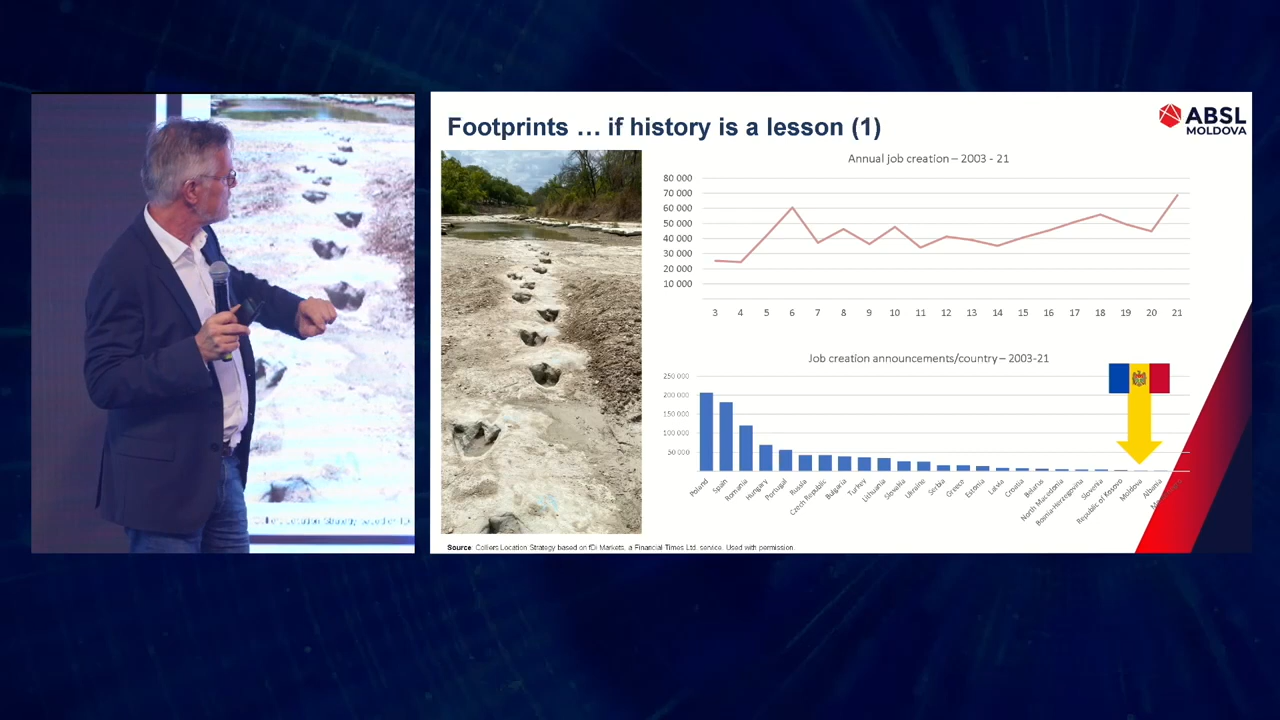 Footprints … if history is a lesson (1)
ABSL
MOLDOVA
Annual job creation – 2003 - 21
80 000
70 000
60 000
50 000
40 000
30 000
20 000
10 000
3 4 5 6 7 8 9 10 11 12 13 14 15 16 17 18 19 20 21
Job creation announcements/country – 2003-21
250 000
200 000
150 000
100 000
50 000
Poland Spain Romania Hungary Portugal Russia Czech Republic Bulgaria Turkey Lithuania Slovakia Ukraine Serbia Greece Estonia Latvia Croatia Belarus North Macedonia Bosnia-Herzegovina Slovenia Republic of Kosovo Moldova Albania
Source: Colliers Location Strategy based on fDi Markets, a Financial Times Ltd. service. Used with permission.
Colliers Location Strategy based on